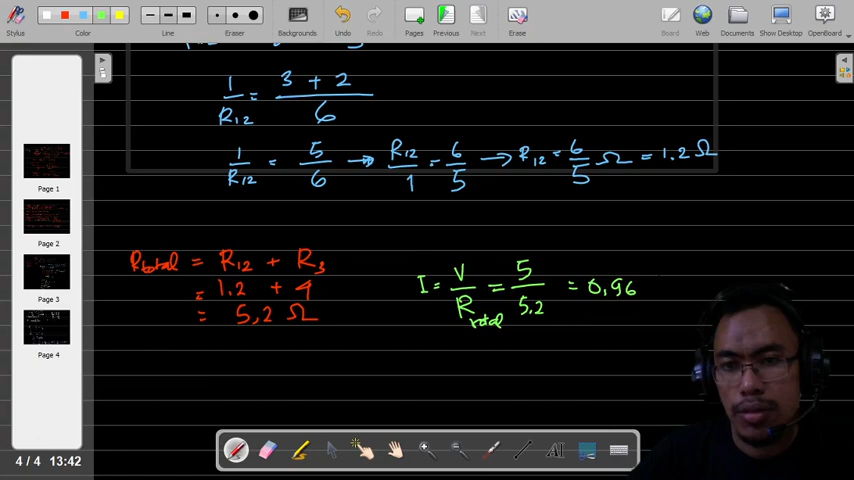 Stylus
Color
Line
Eraser
Backgrounds
Undo
Redo
Pages
Previous
Next
Erase
Board
Web
Documents
Show Desktop
OpenBoard
1/R12 = (3 + 2)/6
1/R12 = 5/6 → R12/1 = 6/5 → R12 = 6/5 Ω = 1.2 Ω
Rtotal = R12 + R3
= 1.2 + 4
= 5,2 Ω
I = V/Rtotal = 5/5.2 = 0,96
Page 1
Page 2
Page 3
Page 4
4 / 4 13:42
AI